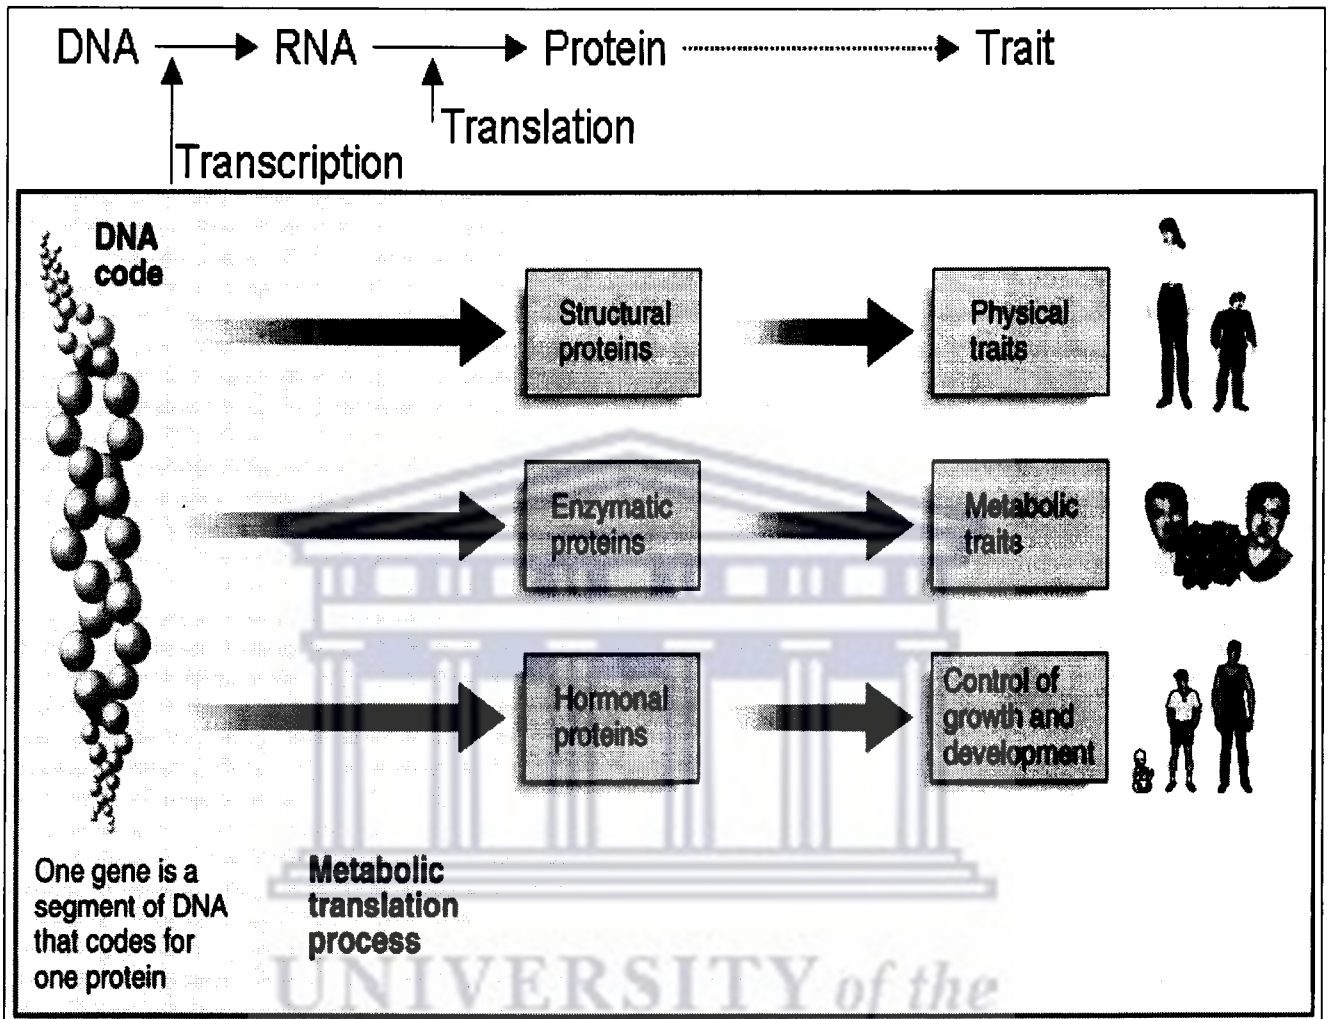 DNA RNA Protein Trait
Translation
Transcription
DNA
code
Structural
proteins
Physical
traits
Enzymatic
proteins
Metabolic
traits
Hormonal
proteins
Control of
growth and
development
One gene is a
segment of DNA
that codes for
one protein
Metabolic
translation
process
UNIVERSITY of the